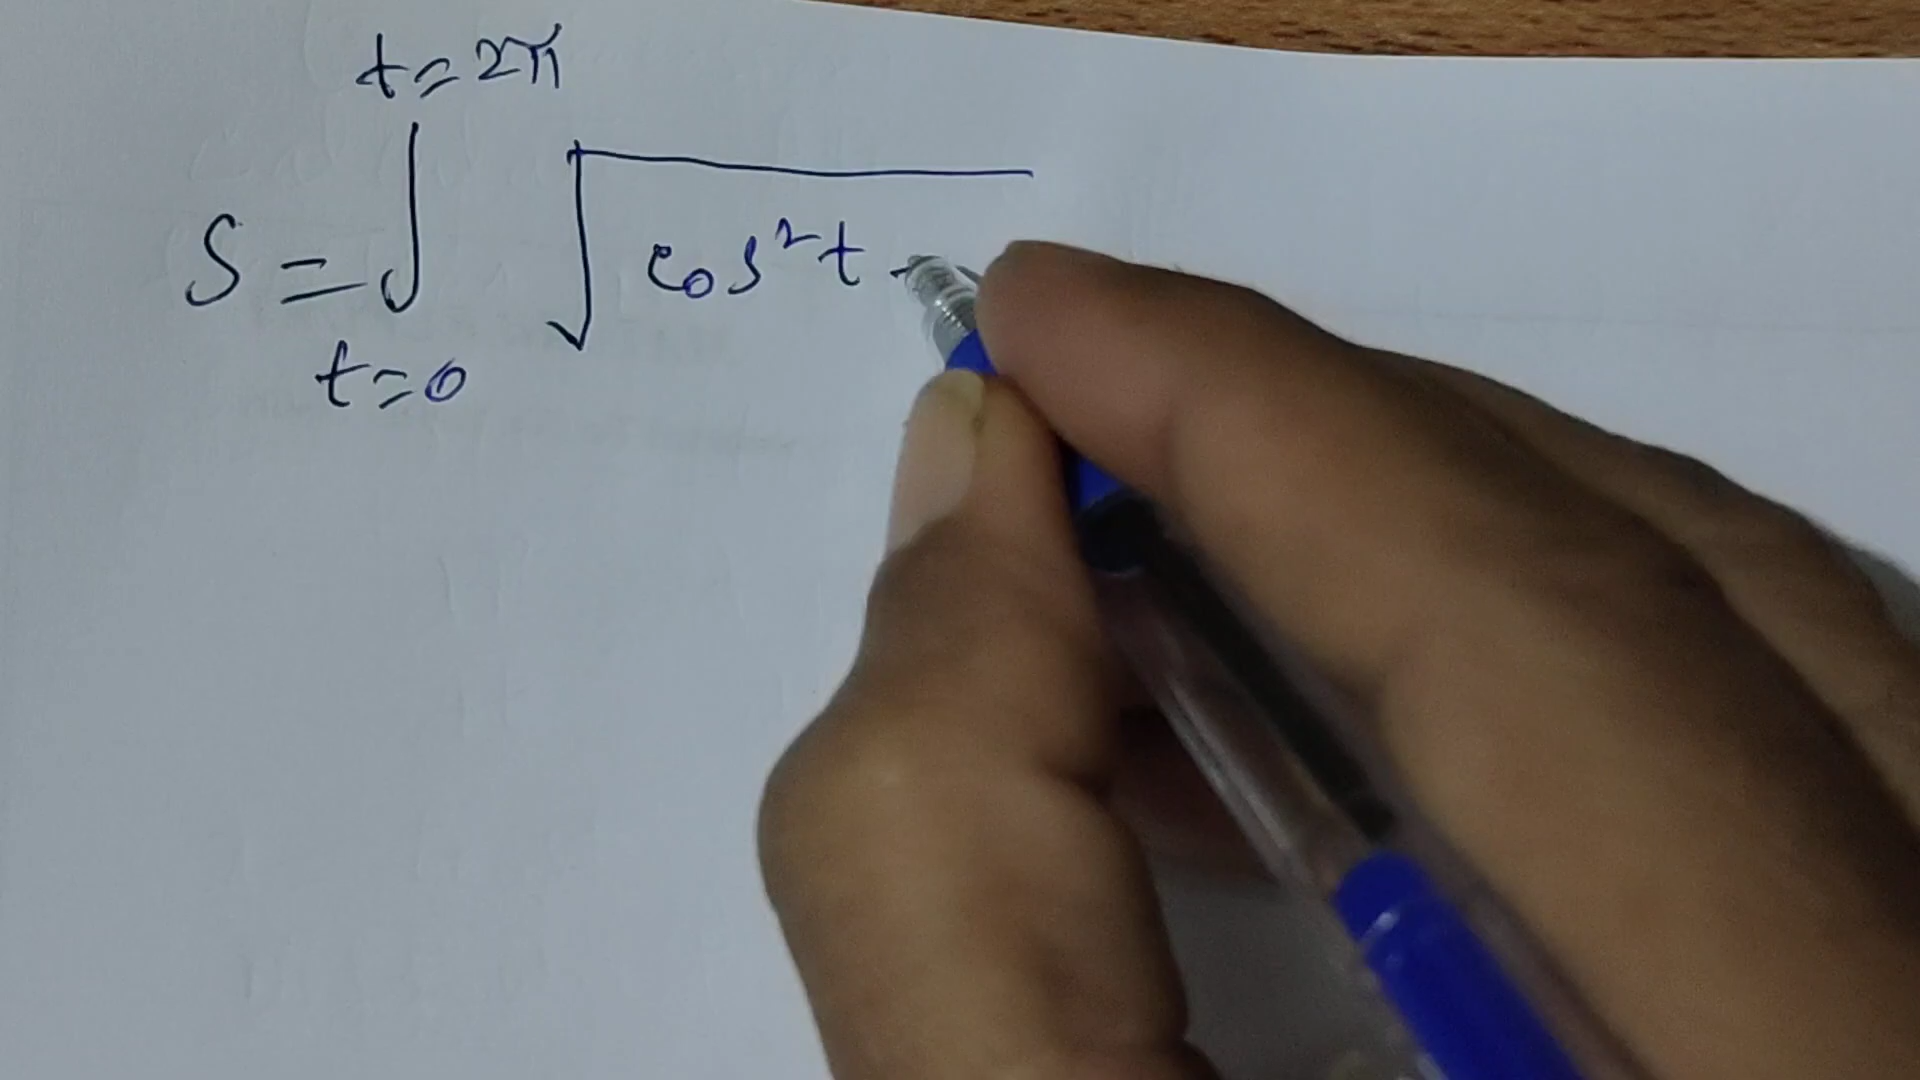 t = 2π
S = ∫ √ cos²t
t = 0